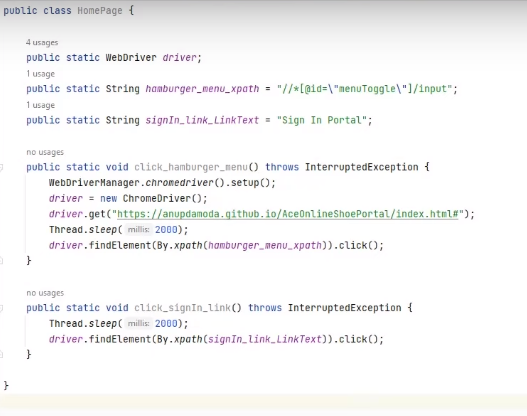 public class HomePage {
4 usages
public static WebDriver driver;
1 usage
public static String hamburger_menu_xpath = "//*[@id=\"menuToggle\"]/input";
1 usage
public static String signIn_link_LinkText = "Sign In Portal";
no usages
public static void click_hamburger_menu() throws InterruptedException {
WebDriverManager.chromedriver().setup();
driver = new ChromeDriver();
driver.get("https://anupdamoda.github.io/AceOnlineShoePortal/index.html#");
Thread.sleep( millis: 2000);
driver.findElement(By.xpath(hamburger_menu_xpath)).click();
}
no usages
public static void click_signIn_link() throws InterruptedException {
Thread.sleep( millis: 2000);
driver.findElement(By.xpath(signIn_link_LinkText)).click();
}
}